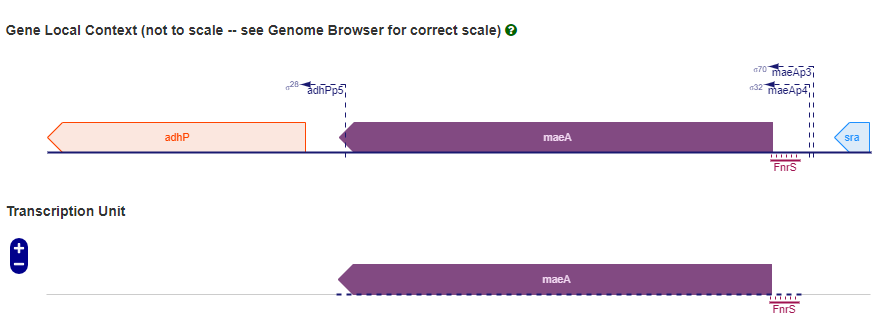 Gene Local Context (not to scale -- see Genome Browser for correct scale) ?
σ70 maeAp3
σ28 adhPp5
σ32 maeAp4
adhP maeA sra
FnrS
Transcription Unit
+
−
maeA
FnrS